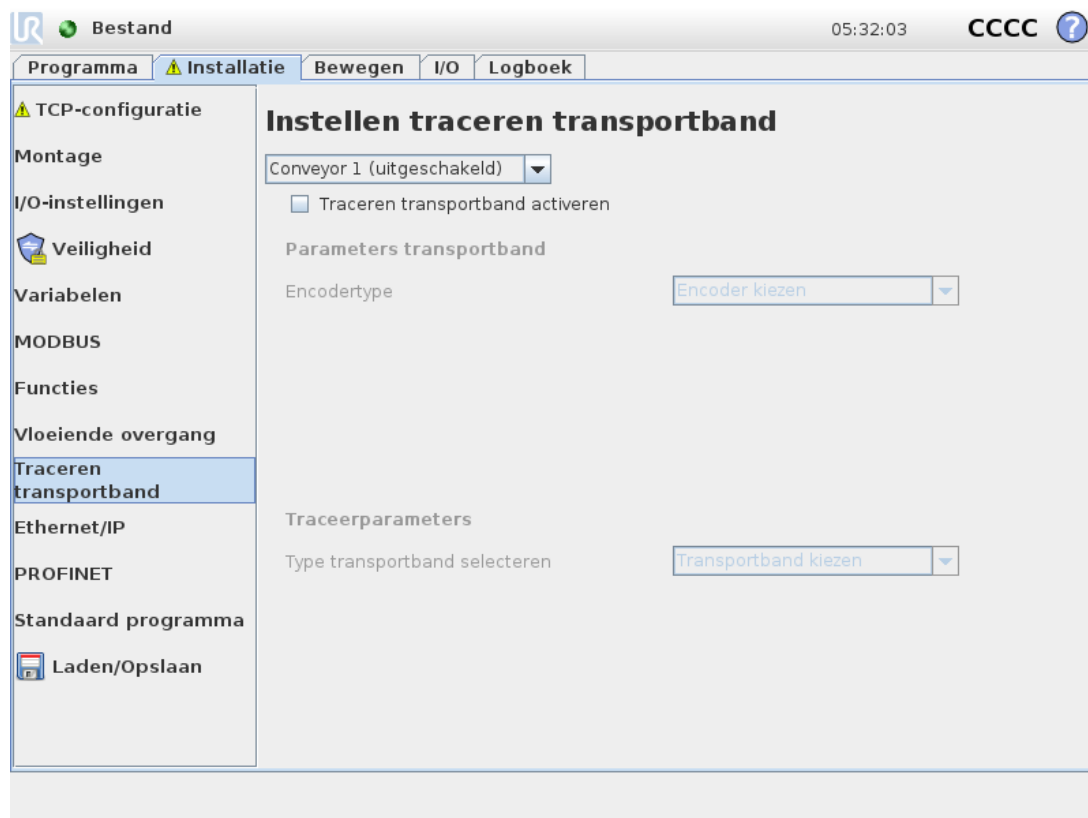 Bestand 05:32:03 CCCC ?
Programma Installatie Bewegen I/O Logboek
TCP-configuratie
Montage
I/O-instellingen
Veiligheid
Variabelen
MODBUS
Functies
Vloeiende overgang
Traceren
transportband
Ethernet/IP
PROFINET
Standaard programma
Laden/Opslaan
Instellen traceren transportband
Conveyor 1 (uitgeschakeld)
Traceren transportband activeren
Parameters transportband
Encodertype Encoder kiezen
Traceerparameters
Type transportband selecteren Transportband kiezen